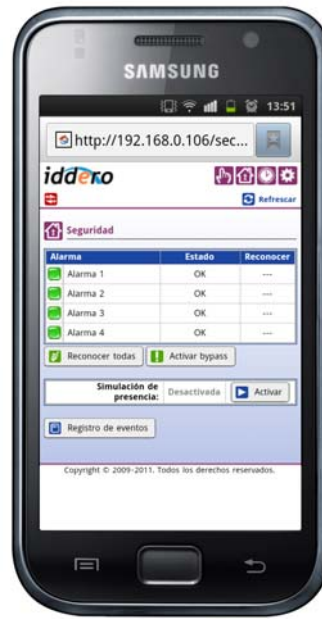 SAMSUNG
13:51
http://192.168.0.106/sec...
iddero
Refrescar
Seguridad
Alarma Estado Reconocer
Alarma 1 OK ---
Alarma 2 OK ---
Alarma 3 OK ---
Alarma 4 OK ---
Reconocer todas Activar bypass
Simulación de
presencia: Desactivada Activar
Registro de eventos
Copyright © 2009-2011. Todos los derechos reservados.